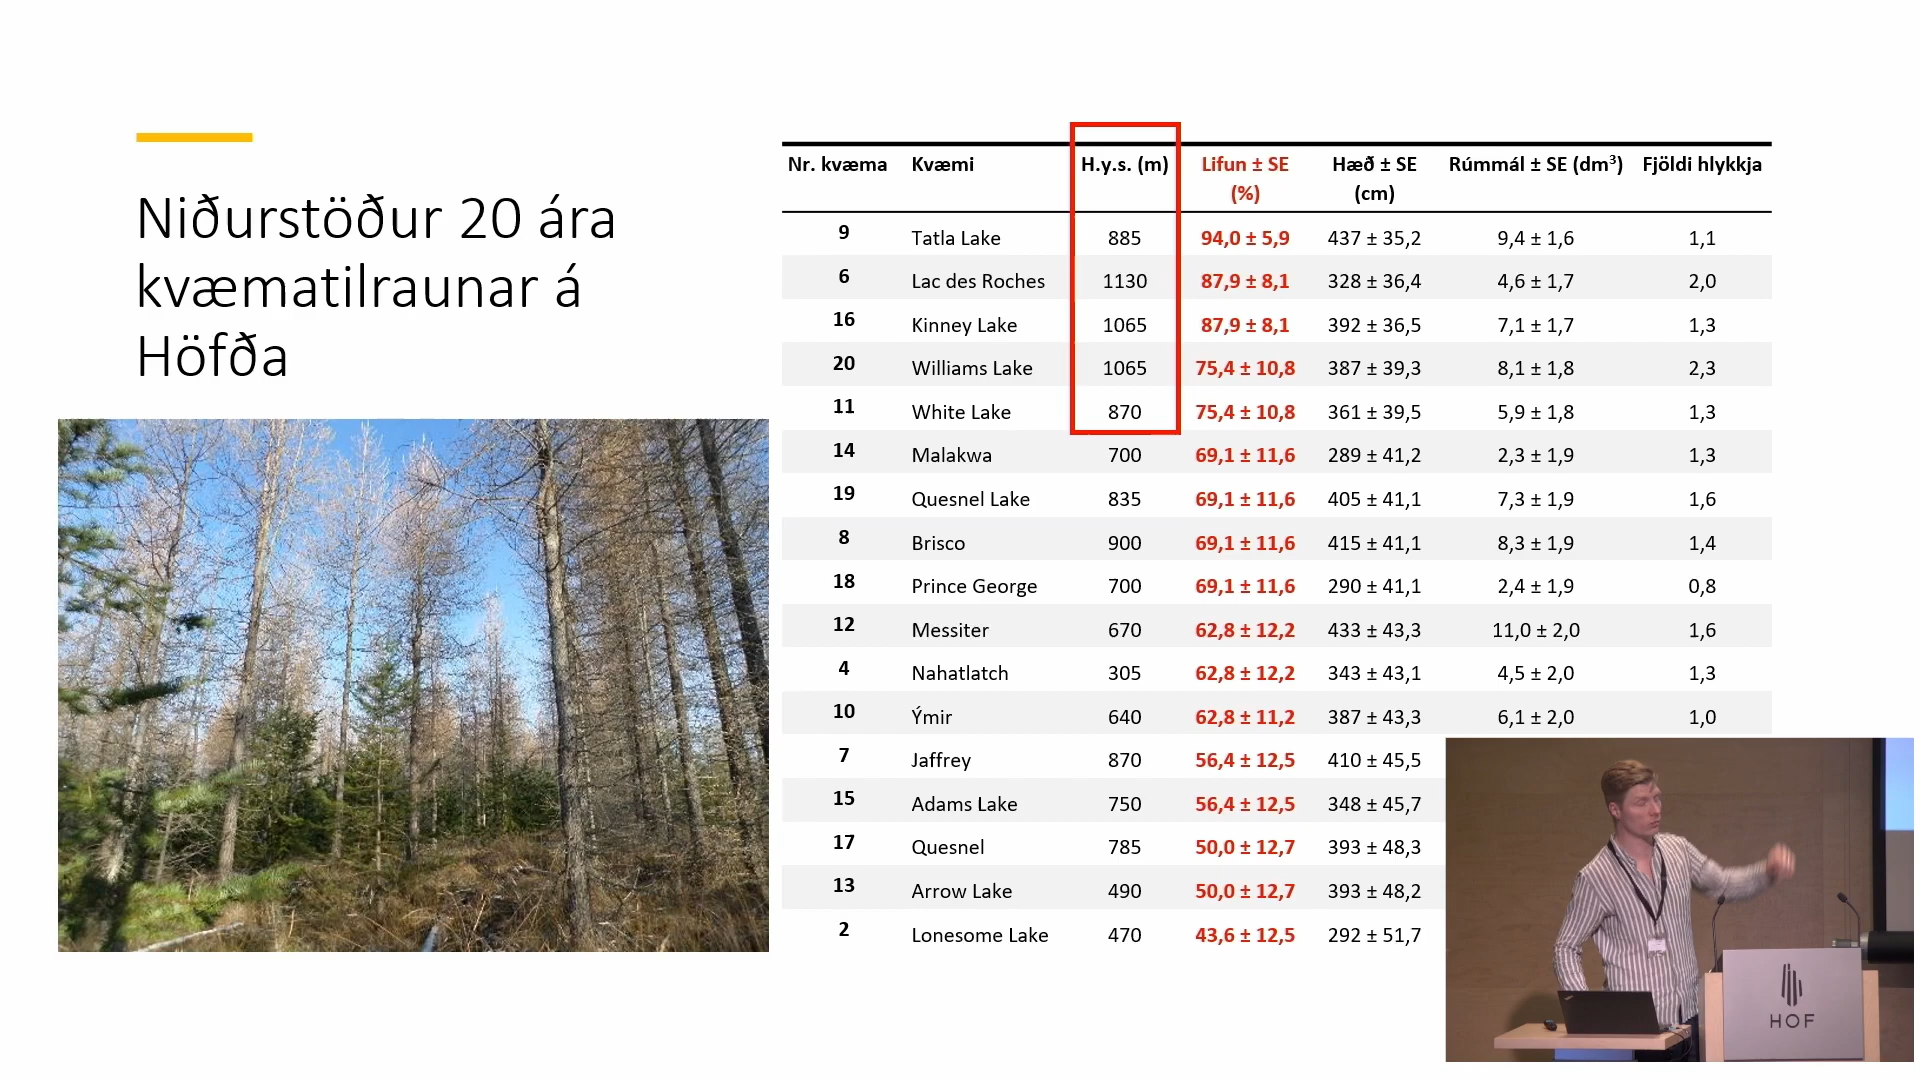 Niðurstöður 20 ára
kvæmatilraunar á
Höfða
Nr. kvæma Kvæmi H.y.s. (m) Lifun ± SE (%) Hæð ± SE (cm) Rúmmál ± SE (dm³) Fjöldi hlykkja
9 Tatla Lake 885 94,0 ± 5,9 437 ± 35,2 9,4 ± 1,6 1,1
6 Lac des Roches 1130 87,9 ± 8,1 328 ± 36,4 4,6 ± 1,7 2,0
16 Kinney Lake 1065 87,9 ± 8,1 392 ± 36,5 7,1 ± 1,7 1,3
20 Williams Lake 1065 75,4 ± 10,8 387 ± 39,3 8,1 ± 1,8 2,3
11 White Lake 870 75,4 ± 10,8 361 ± 39,5 5,9 ± 1,8 1,3
14 Malakwa 700 69,1 ± 11,6 289 ± 41,2 2,3 ± 1,9 1,3
19 Quesnel Lake 835 69,1 ± 11,6 405 ± 41,1 7,3 ± 1,9 1,6
8 Brisco 900 69,1 ± 11,6 415 ± 41,1 8,3 ± 1,9 1,4
18 Prince George 700 69,1 ± 11,6 290 ± 41,1 2,4 ± 1,9 0,8
12 Messiter 670 62,8 ± 12,2 433 ± 43,3 11,0 ± 2,0 1,6
4 Nahatlatch 305 62,8 ± 12,2 343 ± 43,1 4,5 ± 2,0 1,3
10 Ýmir 640 62,8 ± 11,2 387 ± 43,3 6,1 ± 2,0 1,0
7 Jaffrey 870 56,4 ± 12,5 410 ± 45,5
15 Adams Lake 750 56,4 ± 12,5 348 ± 45,7
17 Quesnel 785 50,0 ± 12,7 393 ± 48,3
13 Arrow Lake 490 50,0 ± 12,7 393 ± 48,2
2 Lonesome Lake 470 43,6 ± 12,5 292 ± 51,7
HOF